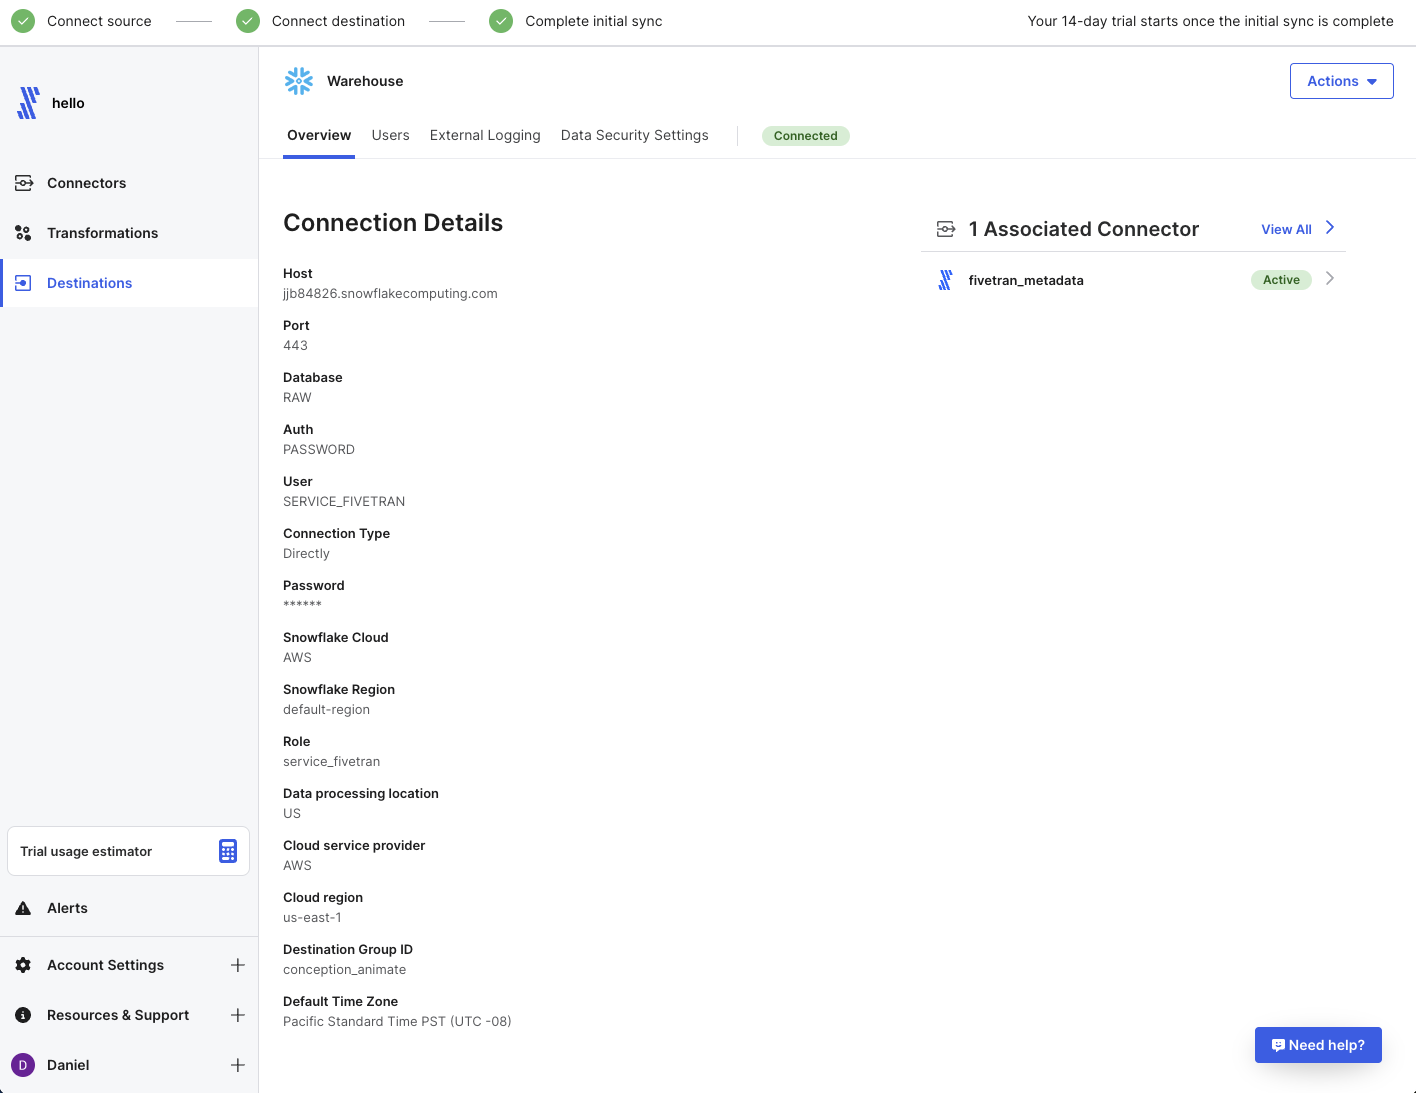 Connect source
Connect destination
Complete initial sync
Your 14-day trial starts once the initial sync is complete
hello
Connectors
Transformations
Destinations
Trial usage estimator
Alerts
Account Settings
Resources & Support
D
Daniel
Warehouse
Actions
Overview
Users
External Logging
Data Security Settings
Connected
Connection Details
Host
jjb84826.snowflakecomputing.com
Port
443
Database
RAW
Auth
PASSWORD
User
SERVICE_FIVETRAN
Connection Type
Directly
Password
******
Snowflake Cloud
AWS
Snowflake Region
default-region
Role
service_fivetran
Data processing location
US
Cloud service provider
AWS
Cloud region
us-east-1
Destination Group ID
conception_animate
Default Time Zone
Pacific Standard Time PST (UTC -08)
1 Associated Connector
View All
fivetran_metadata
Active
Need help?